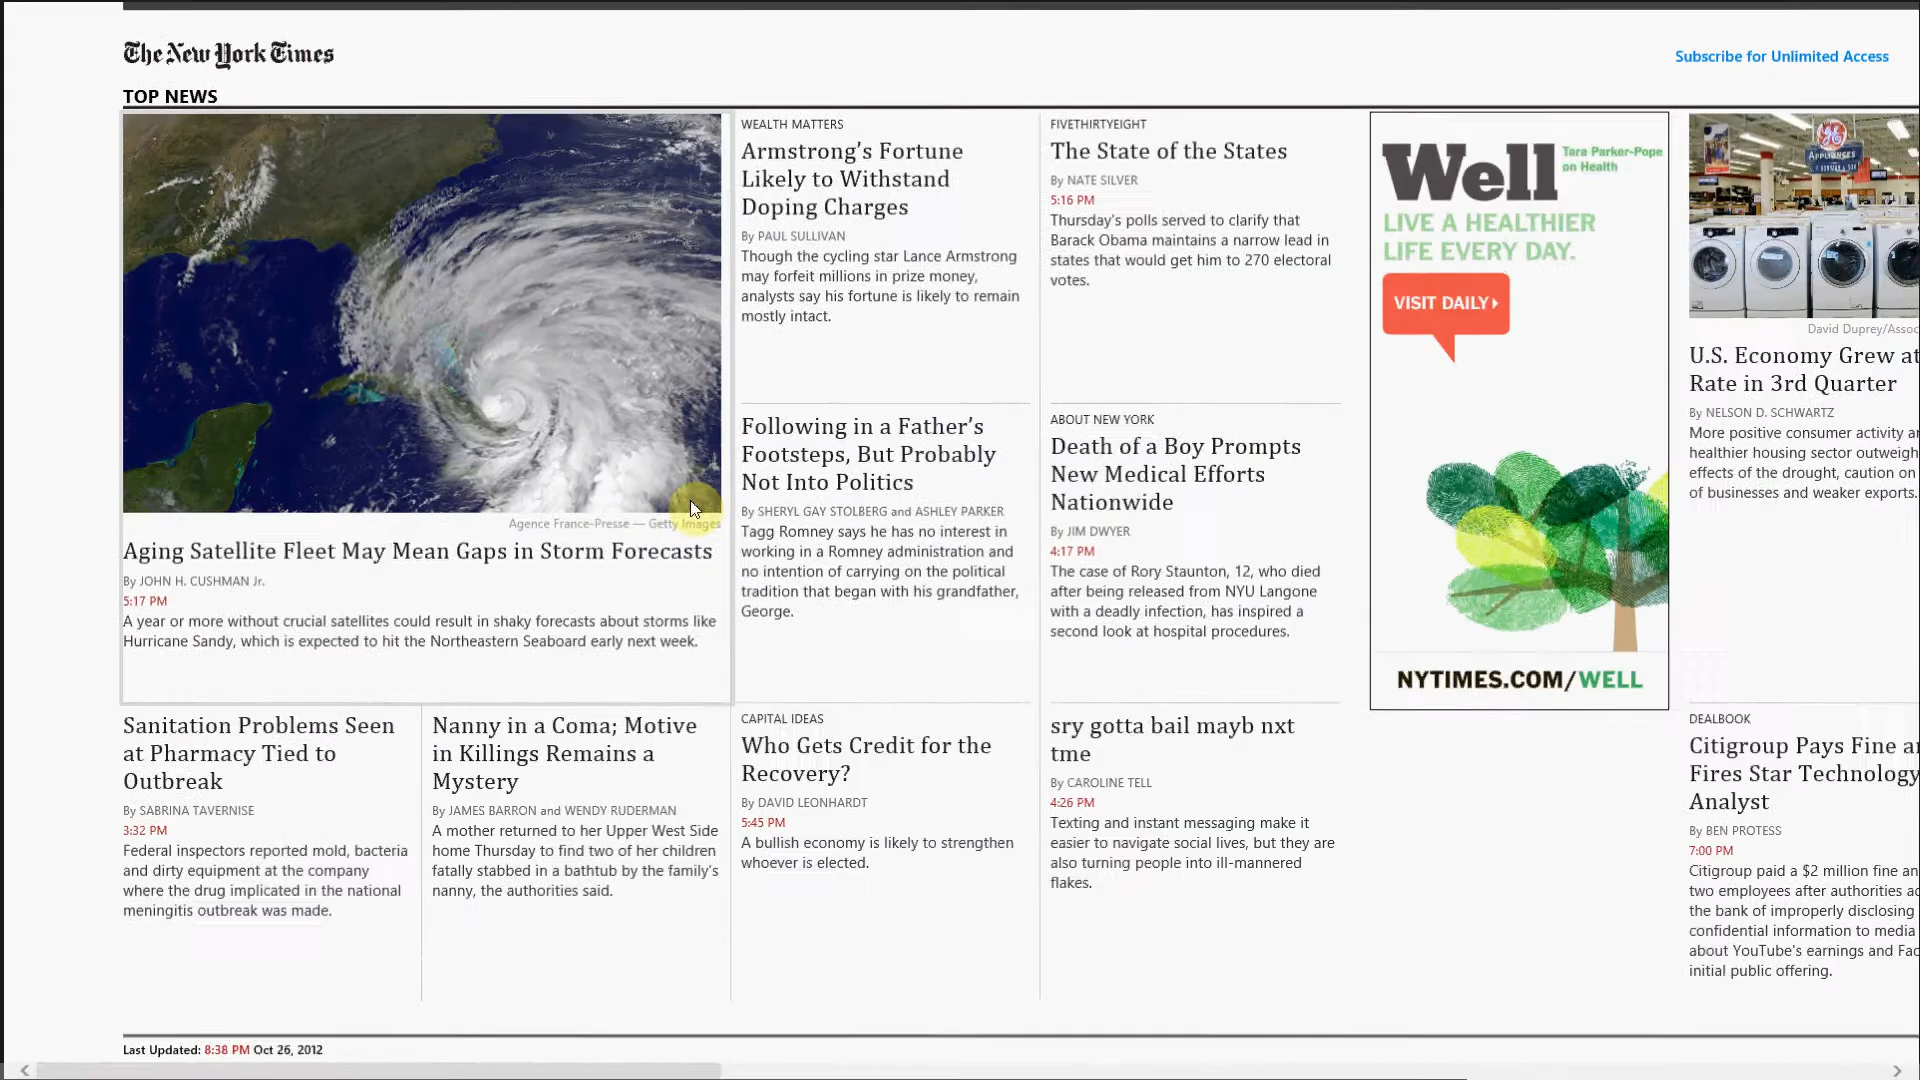 The New York Times
Subscribe for Unlimited Access
TOP NEWS
Agence France-Presse — Getty Images
Aging Satellite Fleet May Mean Gaps in Storm Forecasts
By JOHN H. CUSHMAN Jr.
5:17 PM
A year or more without crucial satellites could result in shaky forecasts about storms like
Hurricane Sandy, which is expected to hit the Northeastern Seaboard early next week.
Sanitation Problems Seen
at Pharmacy Tied to
Outbreak
By SABRINA TAVERNISE
3:32 PM
Federal inspectors reported mold, bacteria
and dirty equipment at the company
where the drug implicated in the national
meningitis outbreak was made.
Nanny in a Coma; Motive
in Killings Remains a
Mystery
By JAMES BARRON and WENDY RUDERMAN
A mother returned to her Upper West Side
home Thursday to find two of her children
fatally stabbed in a bathtub by the family's
nanny, the authorities said.
WEALTH MATTERS
Armstrong’s Fortune
Likely to Withstand
Doping Charges
By PAUL SULLIVAN
Though the cycling star Lance Armstrong
may forfeit millions in prize money,
analysts say his fortune is likely to remain
mostly intact.
Following in a Father’s
Footsteps, But Probably
Not Into Politics
By SHERYL GAY STOLBERG and ASHLEY PARKER
Tagg Romney says he has no interest in
working in a Romney administration and
no intention of carrying on the political
tradition that began with his grandfather,
George.
CAPITAL IDEAS
Who Gets Credit for the
Recovery?
By DAVID LEONHARDT
5:45 PM
A bullish economy is likely to strengthen
whoever is elected.
FIVETHIRTYEIGHT
The State of the States
By NATE SILVER
5:16 PM
Thursday's polls served to clarify that
Barack Obama maintains a narrow lead in
states that would get him to 270 electoral
votes.
ABOUT NEW YORK
Death of a Boy Prompts
New Medical Efforts
Nationwide
By JIM DWYER
4:17 PM
The case of Rory Staunton, 12, who died
after being released from NYU Langone
with a deadly infection, has inspired a
second look at hospital procedures.
sry gotta bail mayb nxt
tme
By CAROLINE TELL
4:26 PM
Texting and instant messaging make it
easier to navigate social lives, but they are
also turning people into ill-mannered
flakes.
Well
Tara Parker-Pope
on Health
LIVE A HEALTHIER
LIFE EVERY DAY.
VISIT DAILY
NYTIMES.COM/WELL
GE
APPLIANCES
David Duprey/Assoc
U.S. Economy Grew at
Rate in 3rd Quarter
By NELSON D. SCHWARTZ
More positive consumer activity a
healthier housing sector outweigh
effects of the drought, caution on
of businesses and weaker exports.
DEALBOOK
Citigroup Pays Fine a
Fires Star Technology
Analyst
By BEN PROTESS
7:00 PM
Citigroup paid a $2 million fine an
two employees after authorities a
the bank of improperly disclosing
confidential information to media
about YouTube's earnings and Fac
initial public offering.
Last Updated: 8:38 PM Oct 26, 2012